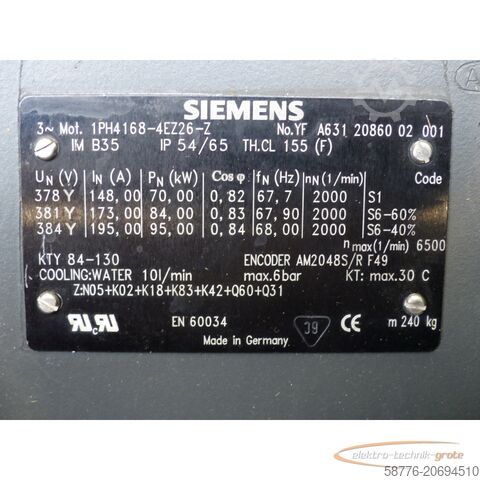 SIEMENS
3~ Mot. 1PH4168-4EZ26-Z No.YF A631 20860 02 001
IM B35 IP 54/65 TH.CL 155 (F)
UN (V) IN (A) PN (kW) Cos φ fN (Hz) nN (1/min) Code
378 Y 148,00 70,00 0,82 67,7 2000 S1
381 Y 173,00 84,00 0,83 67,90 2000 S6-60%
384 Y 195,00 95,00 0,84 68,00 2000 S6-40%
nmax(1/min) 6500
KTY 84-130 ENCODER AM2048S/R F49
COOLING:WATER 10l/min max.6bar KT: max.30 C
Z:N05+K02+K18+K83+K42+Q60+Q31
EN 60034 39 CE m 240 kg
Made in Germany
elektro-technik-grote
58776-20694510